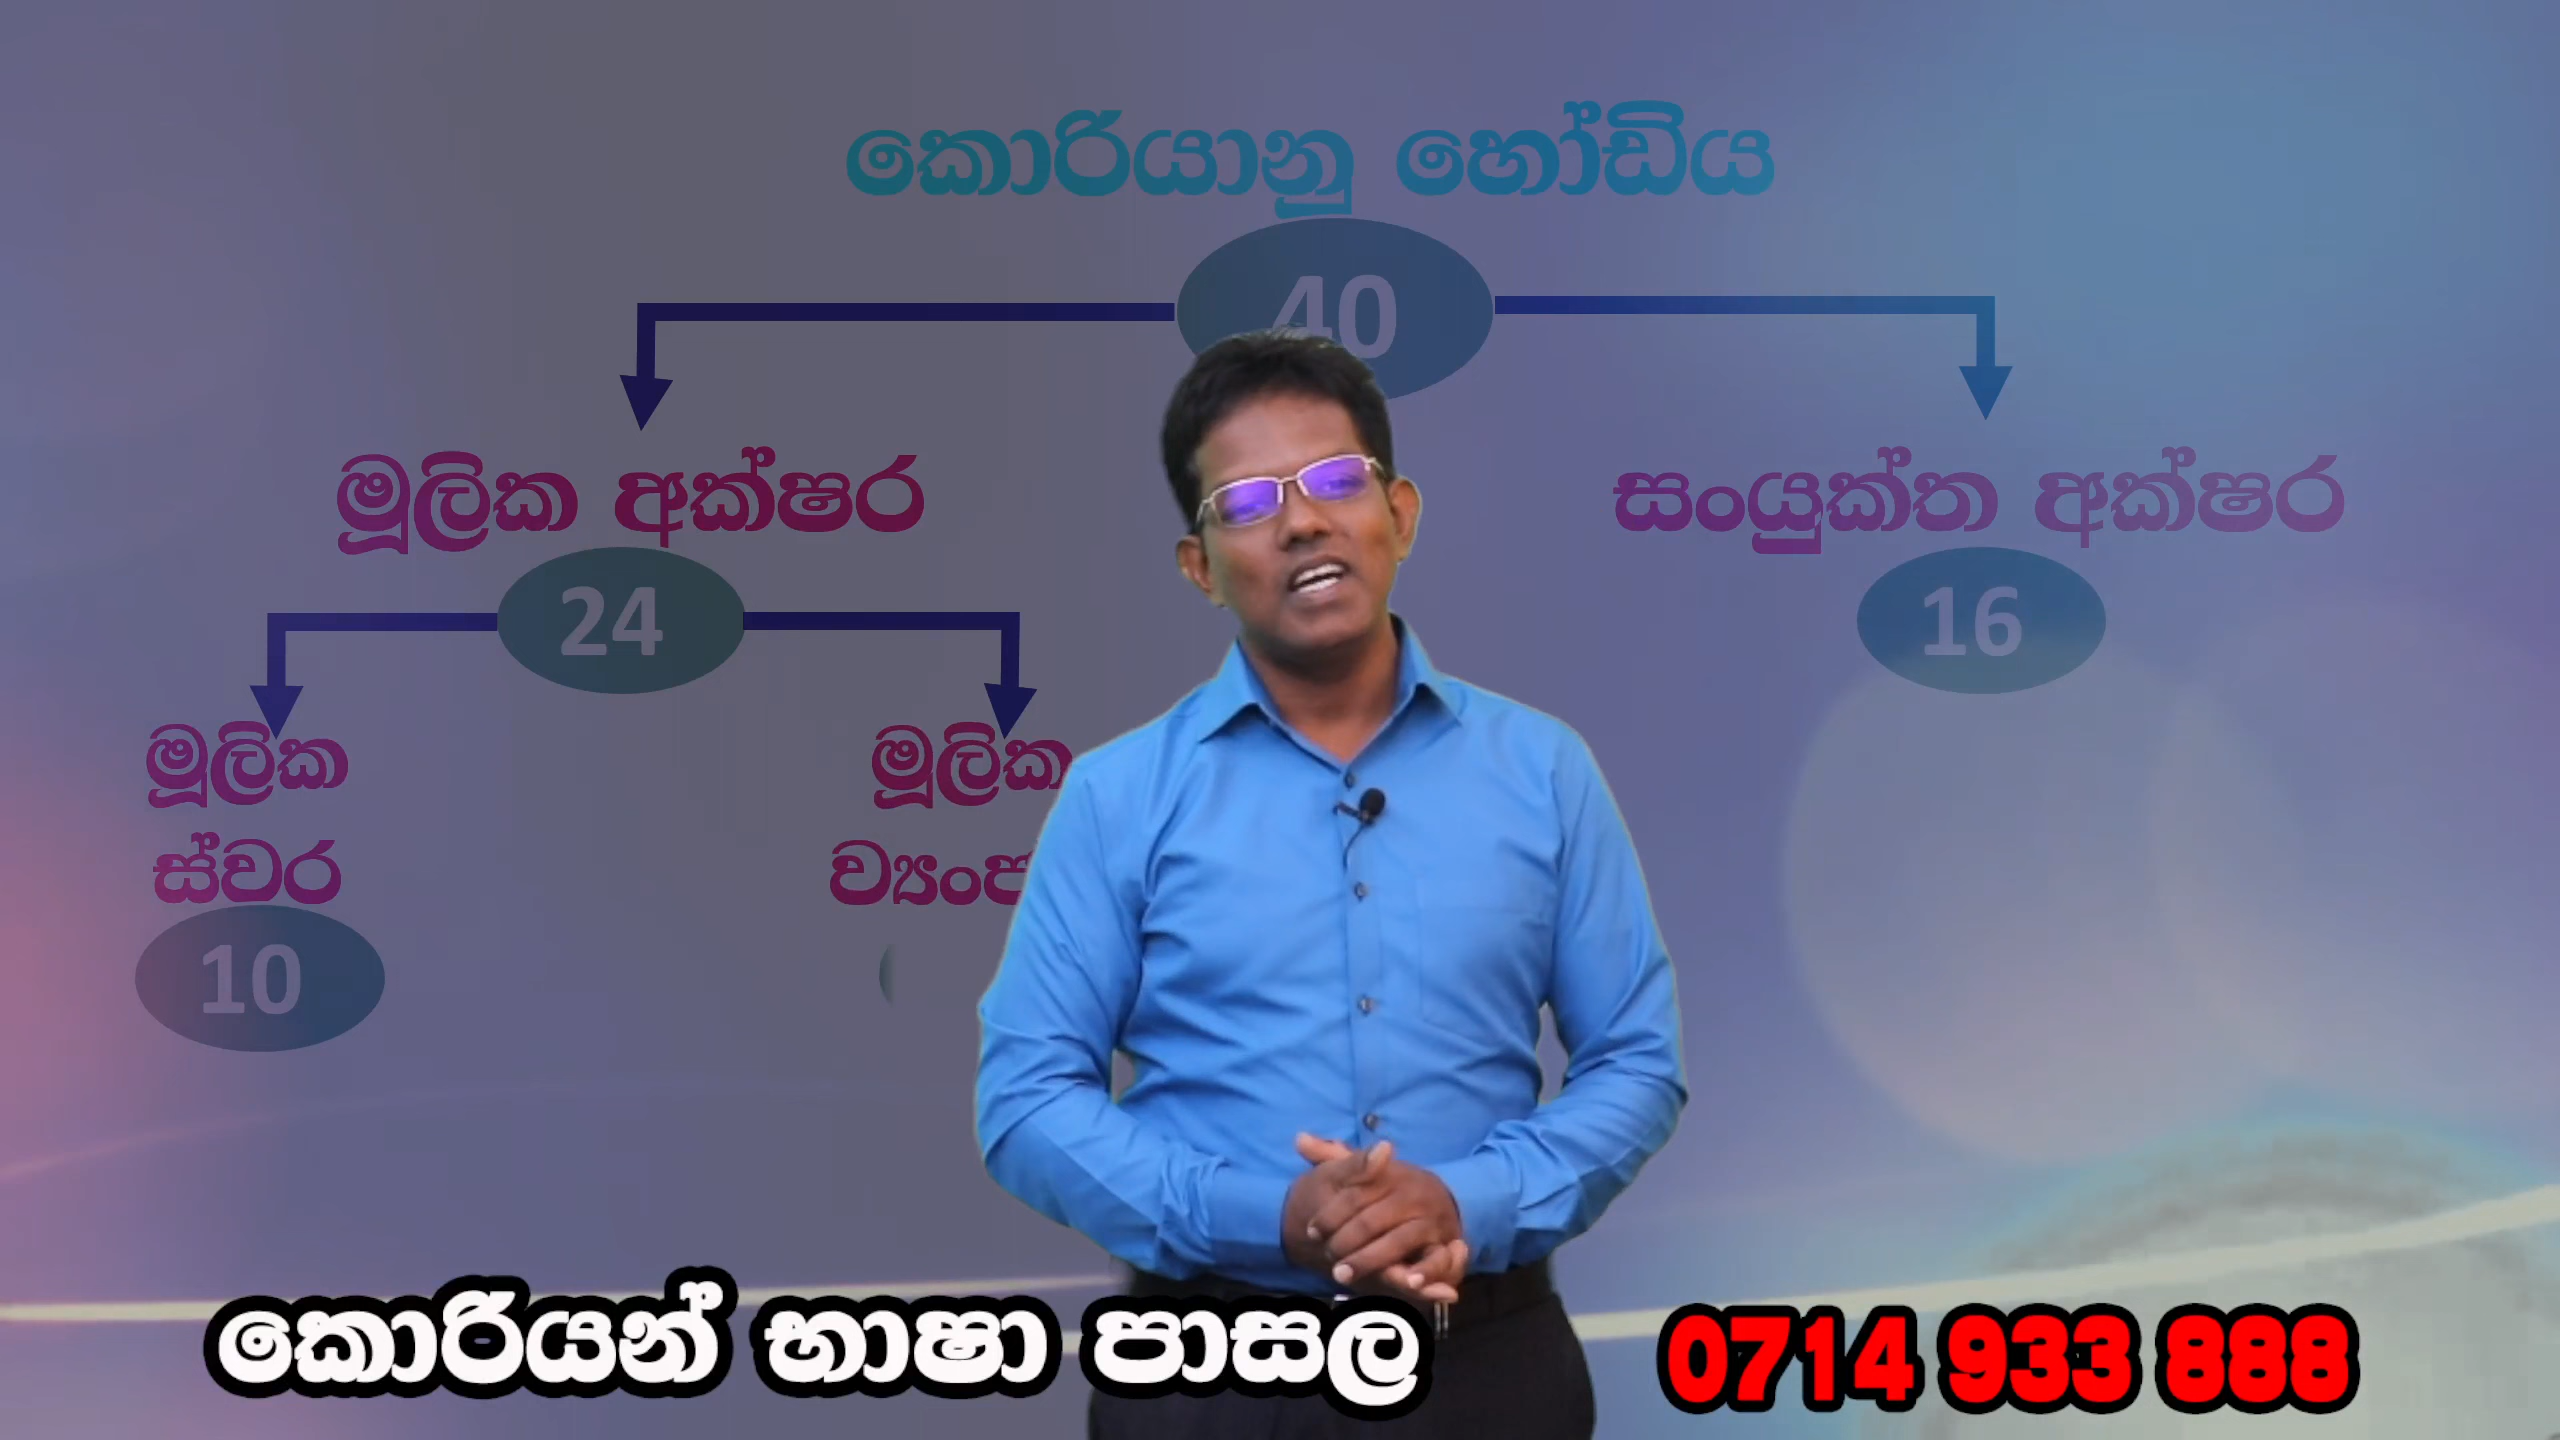 කොරියානු හෝඩිය
40
මූලික අක්ෂර
සංයුක්ත අක්ෂර
24
16
මූලික
ස්වර
මූලික
10
කොරියන් භාෂා පාසල
0714 933 888